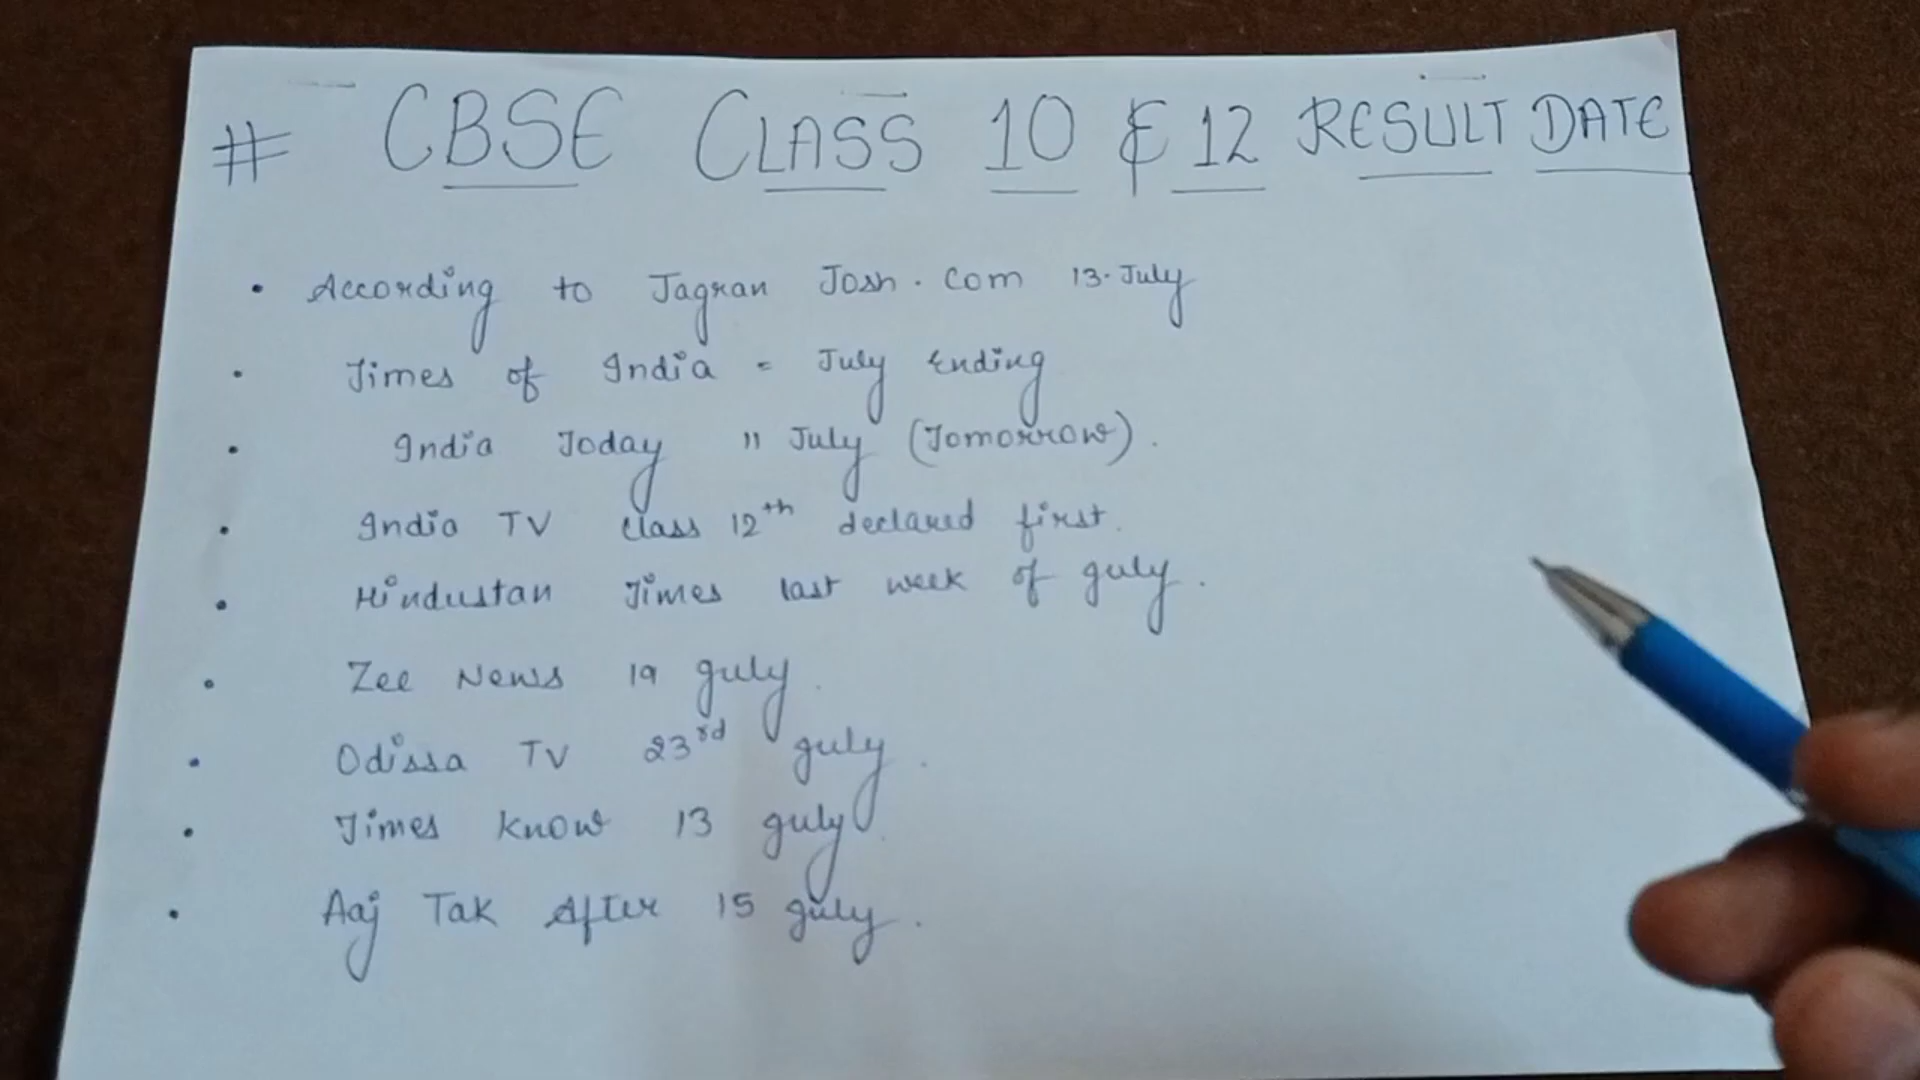 # CBSE CLASS 10 & 12 RESULT DATE
• According to Jagran Josh.com 13.July
• Times of India = July Ending
• India Today " July (Tomorrow).
• India TV class 12th declared first.
• Hindustan Times last week of july.
• Zee News 19 july.
• Odissa TV 23rd july.
• Times Know 13 july.
• Aaj Tak After 15 july.